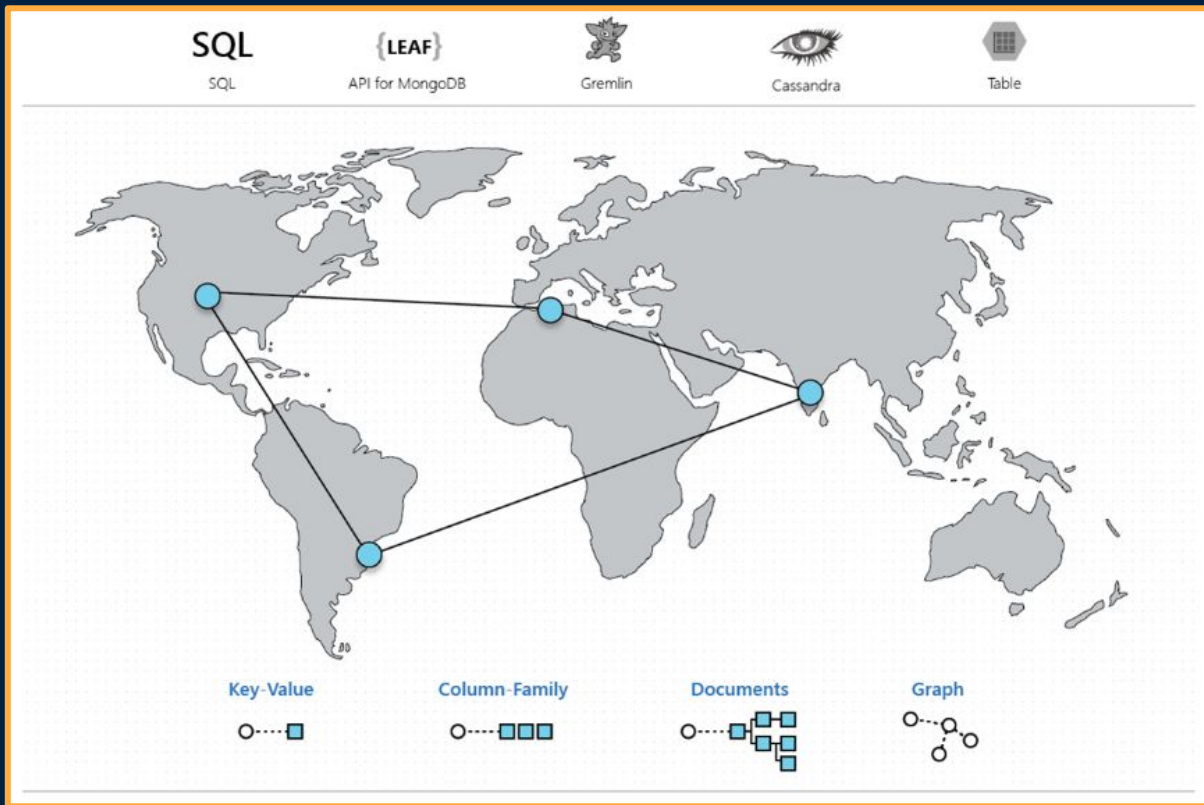 SQL
{LEAF}
SQL
API for MongoDB
Gremlin
Cassandra
Table
Key-Value
Column-Family
Documents
Graph